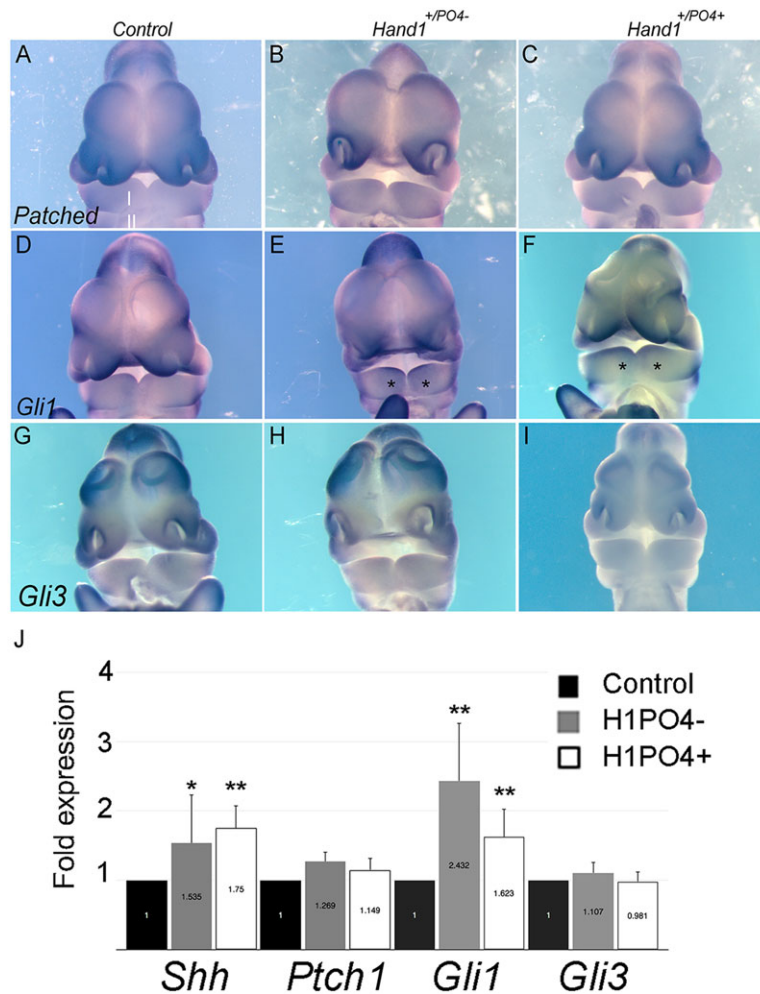 Control Hand1+/PO4- Hand1+/PO4+
A B C
I
II
Patched
D E F
* * * *
Gli1
G H I
Gli3
J
4
3
2
1
Fold expression
Control
H1PO4-
H1PO4+
* ** ** **
1 1.535 1.75 1 1.269 1.149 1 2.432 1.623 1 1.107 0.981
Shh Ptch1 Gli1 Gli3